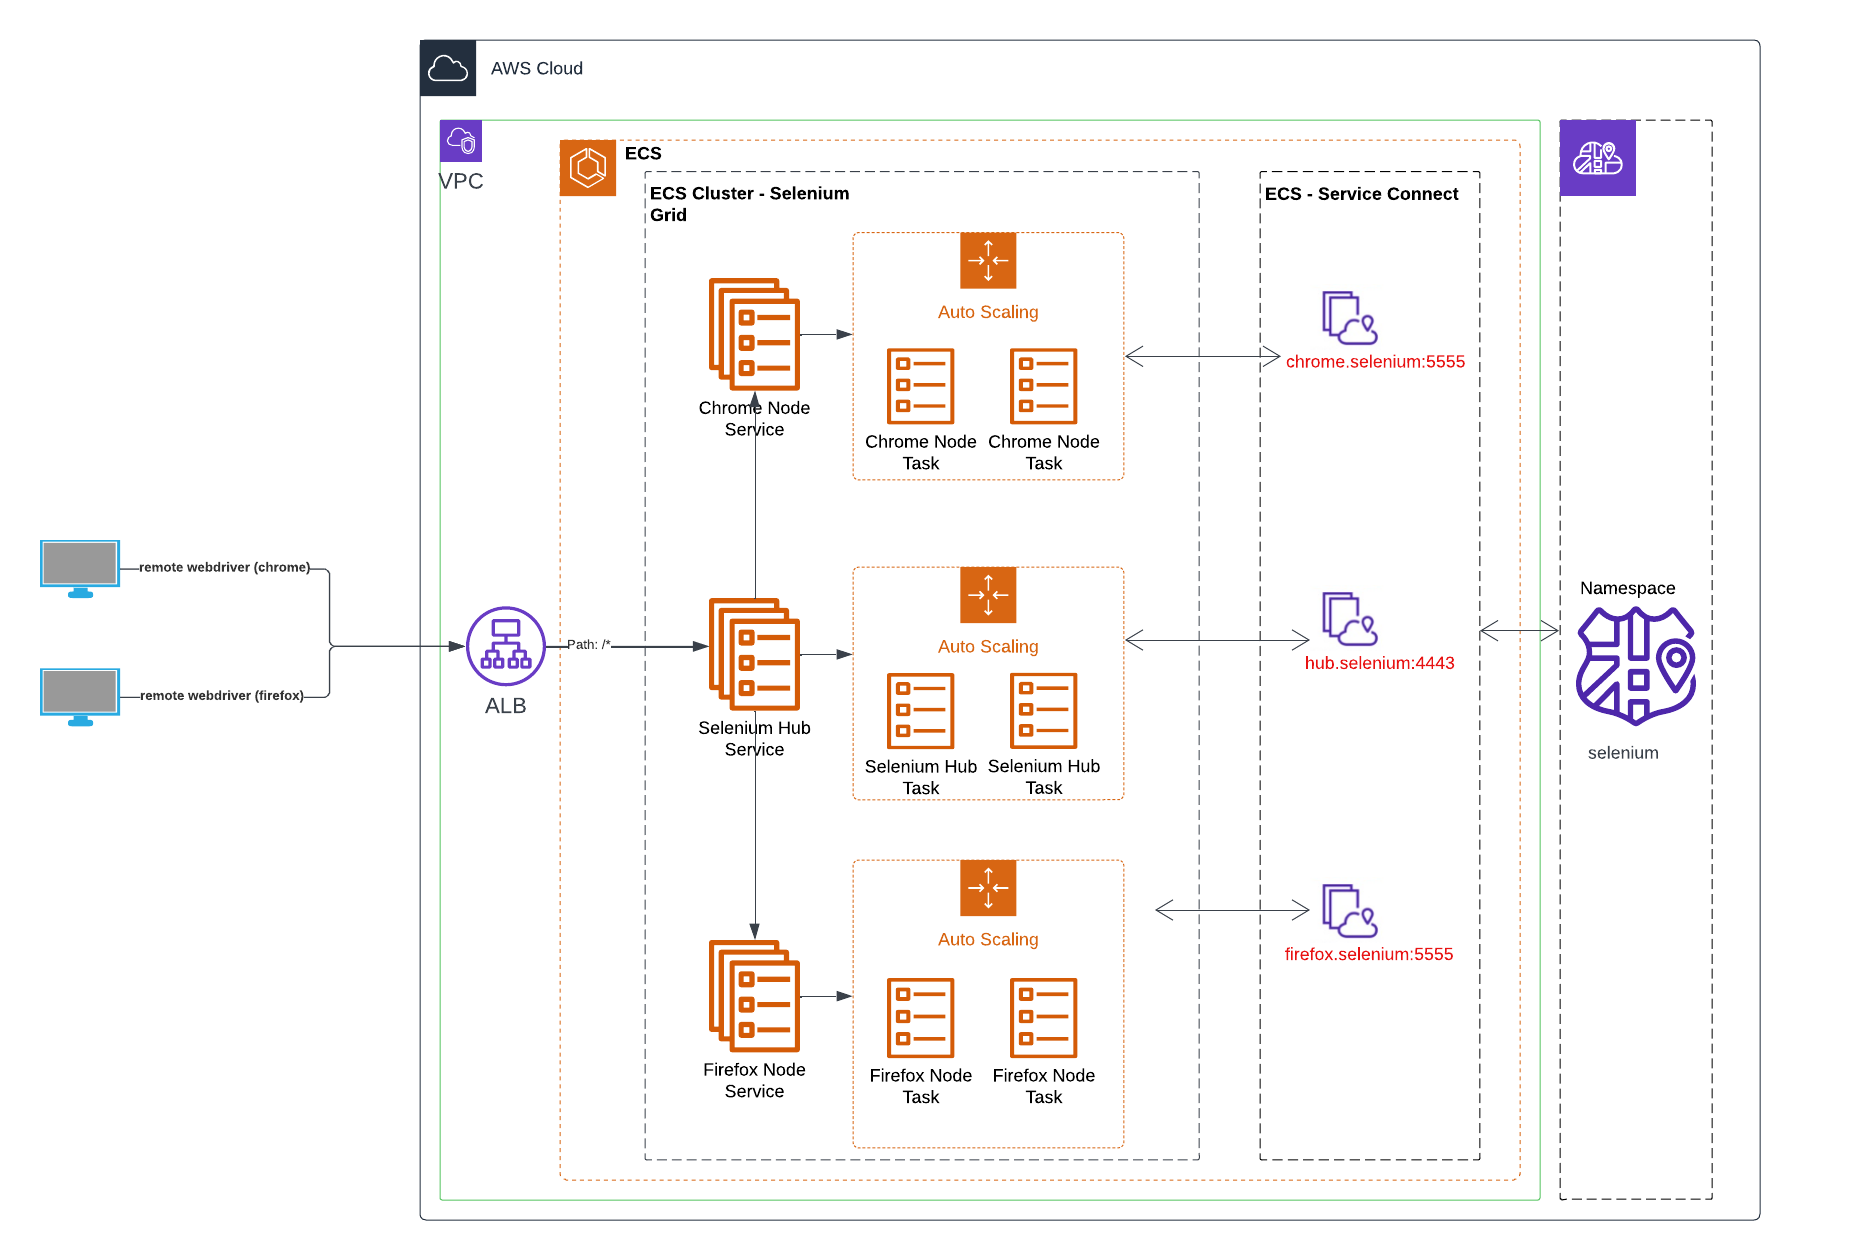 AWS Cloud
VPC
ECS
ECS Cluster - Selenium
Grid
ECS - Service Connect
Auto Scaling
chrome.selenium:5555
Chrome Node
Service
Chrome Node
Task
Chrome Node
Task
remote webdriver (chrome)
remote webdriver (firefox)
ALB
Path: /*
Selenium Hub
Service
Auto Scaling
Selenium Hub
Task
Selenium Hub
Task
hub.selenium:4443
Namespace
selenium
Auto Scaling
firefox.selenium:5555
Firefox Node
Service
Firefox Node
Task
Firefox Node
Task